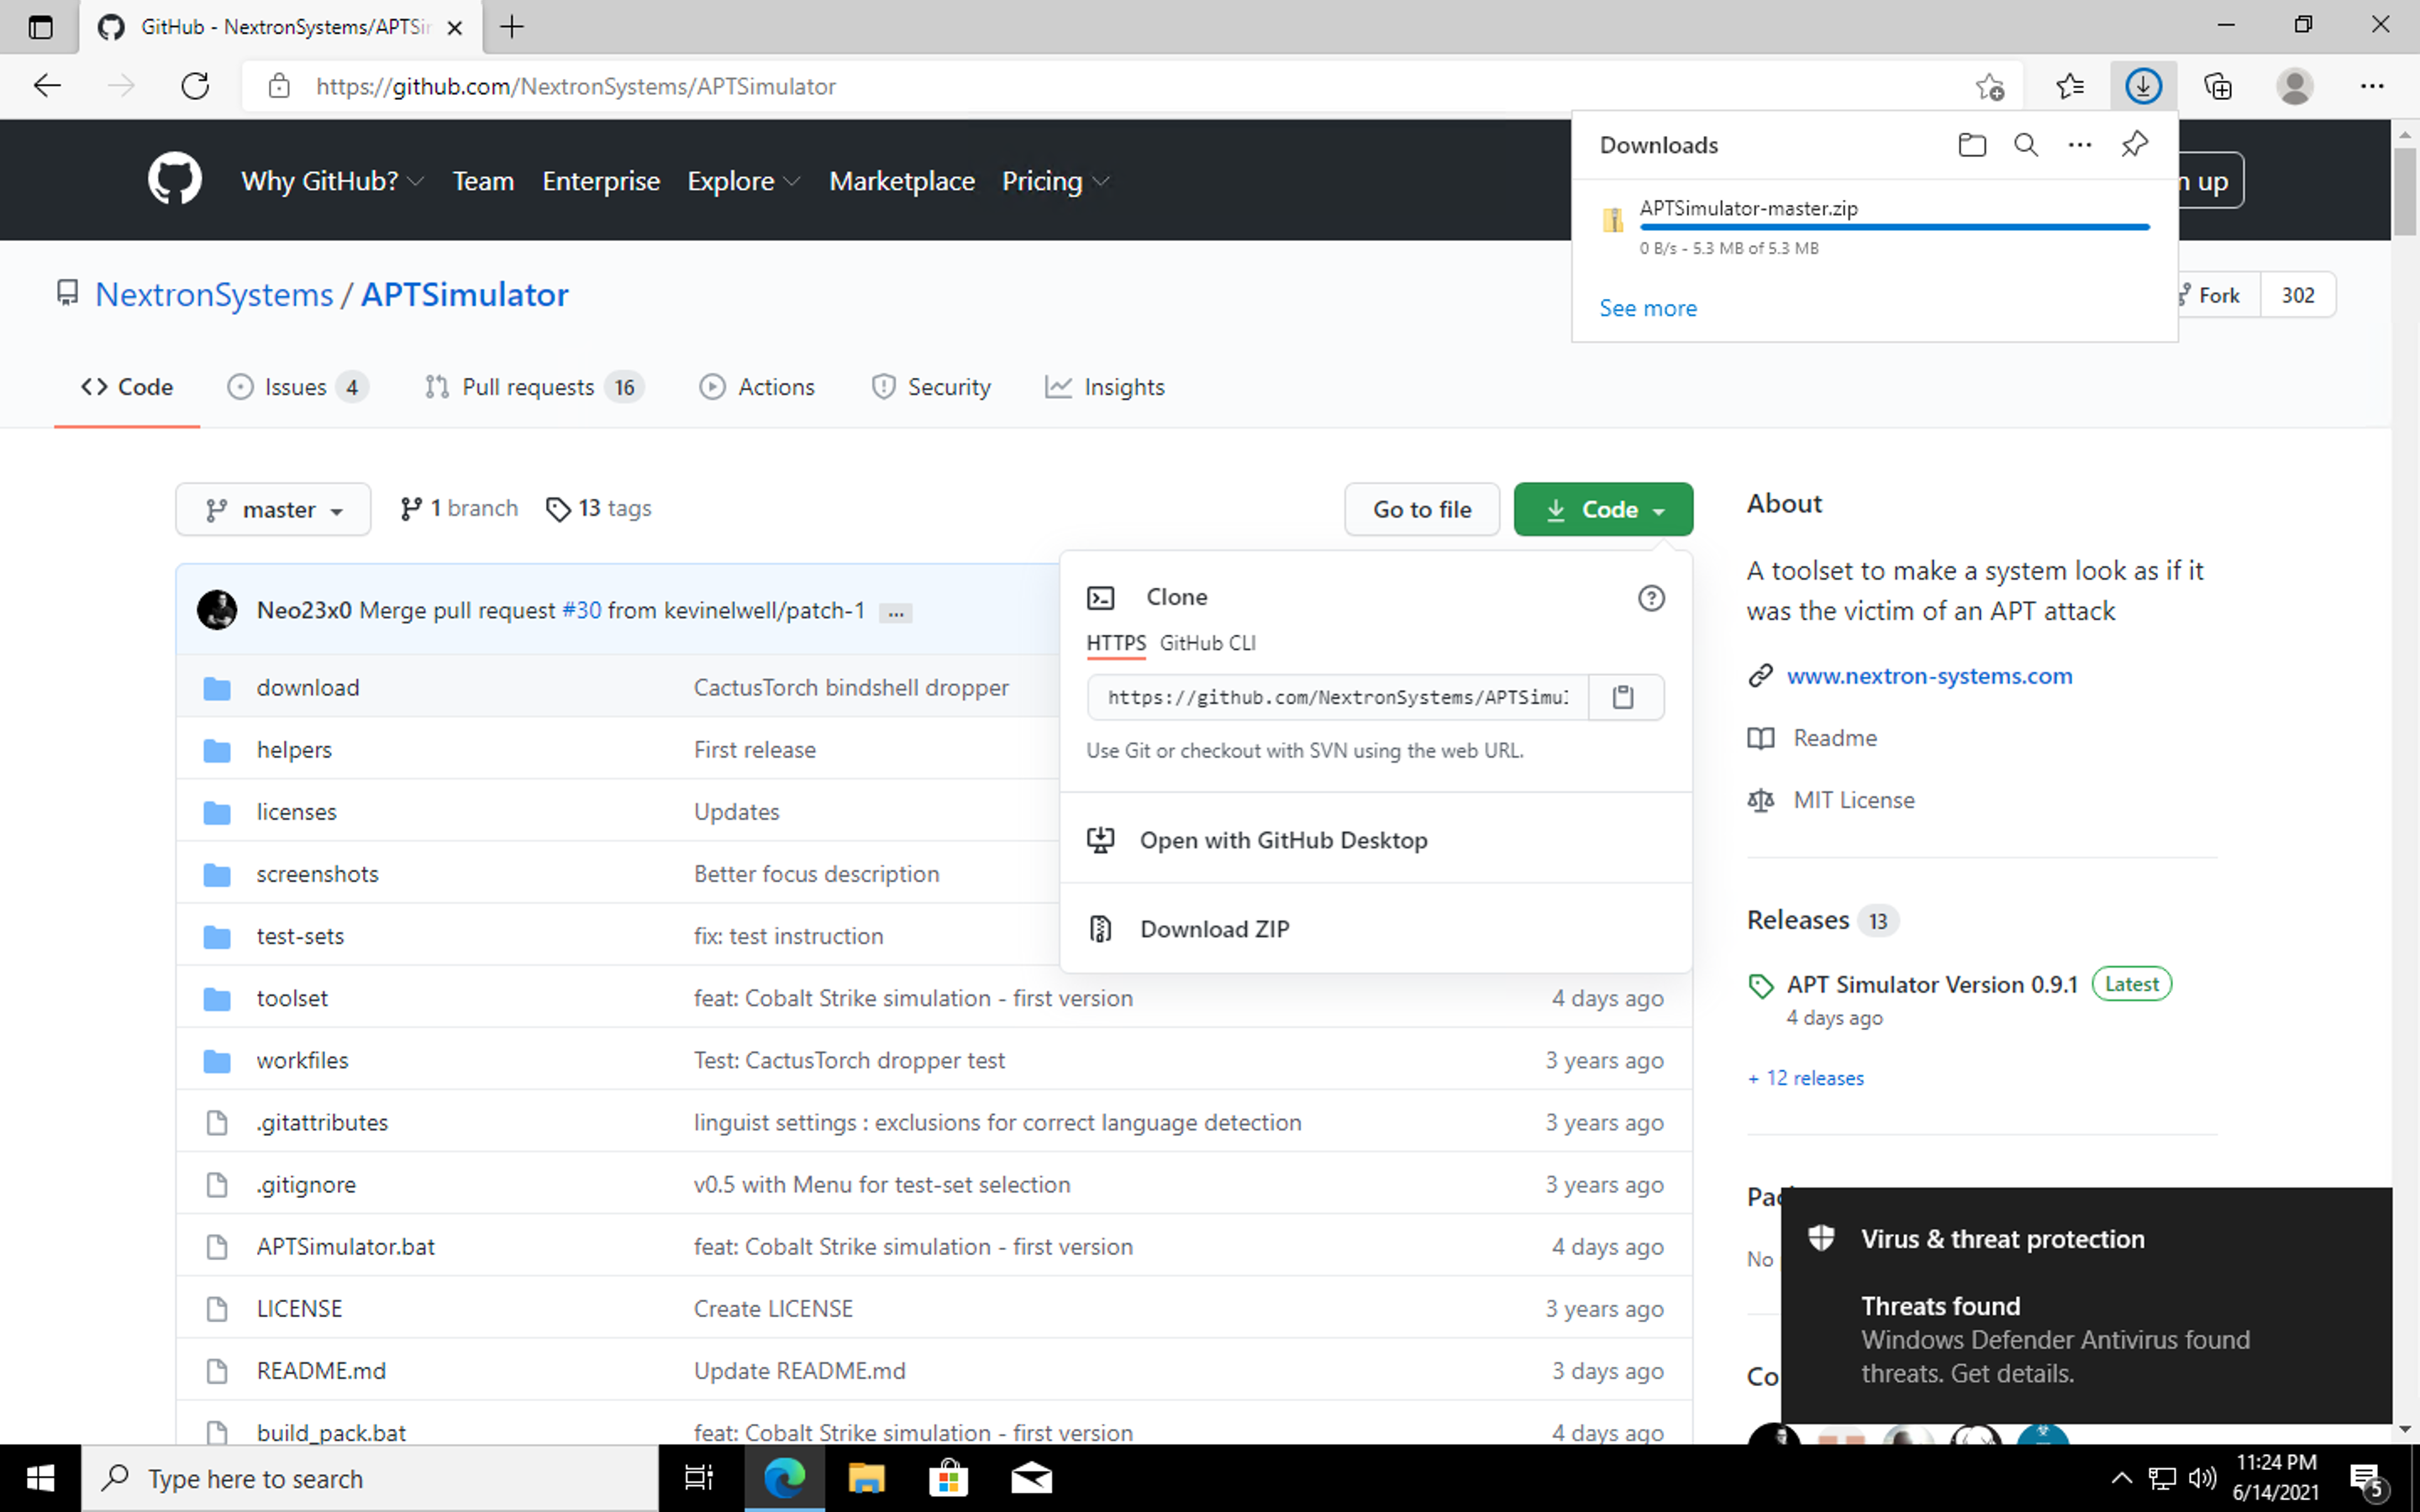 GitHub - NextronSystems/APTSi
https://github.com/NextronSystems/APTSimulator
Downloads
APTSimulator-master.zip
0 B/s - 5.3 MB of 5.3 MB
See more
Why GitHub? Team Enterprise Explore Marketplace Pricing
n up
NextronSystems / APTSimulator
Fork 302
Code Issues 4 Pull requests 16 Actions Security Insights
master 1 branch 13 tags
Go to file Code
Neo23x0 Merge pull request #30 from kevinelwell/patch-1 ...
download CactusTorch bindshell dropper
helpers First release
licenses Updates
screenshots Better focus description
test-sets fix: test instruction
toolset feat: Cobalt Strike simulation - first version 4 days ago
workfiles Test: CactusTorch dropper test 3 years ago
.gitattributes linguist settings : exclusions for correct language detection 3 years ago
.gitignore v0.5 with Menu for test-set selection 3 years ago
APTSimulator.bat feat: Cobalt Strike simulation - first version 4 days ago
LICENSE Create LICENSE 3 years ago
README.md Update README.md 3 days ago
build_pack.bat feat: Cobalt Strike simulation - first version 4 days ago
Clone
HTTPS GitHub CLI
https://github.com/NextronSystems/APTSimu
Use Git or checkout with SVN using the web URL.
Open with GitHub Desktop
Download ZIP
About
A toolset to make a system look as if it
was the victim of an APT attack
www.nextron-systems.com
Readme
MIT License
Releases 13
APT Simulator Version 0.9.1 Latest
4 days ago
+ 12 releases
No
Co
Virus & threat protection
Threats found
Windows Defender Antivirus found
threats. Get details.
Type here to search
11:24 PM
6/14/2021
5